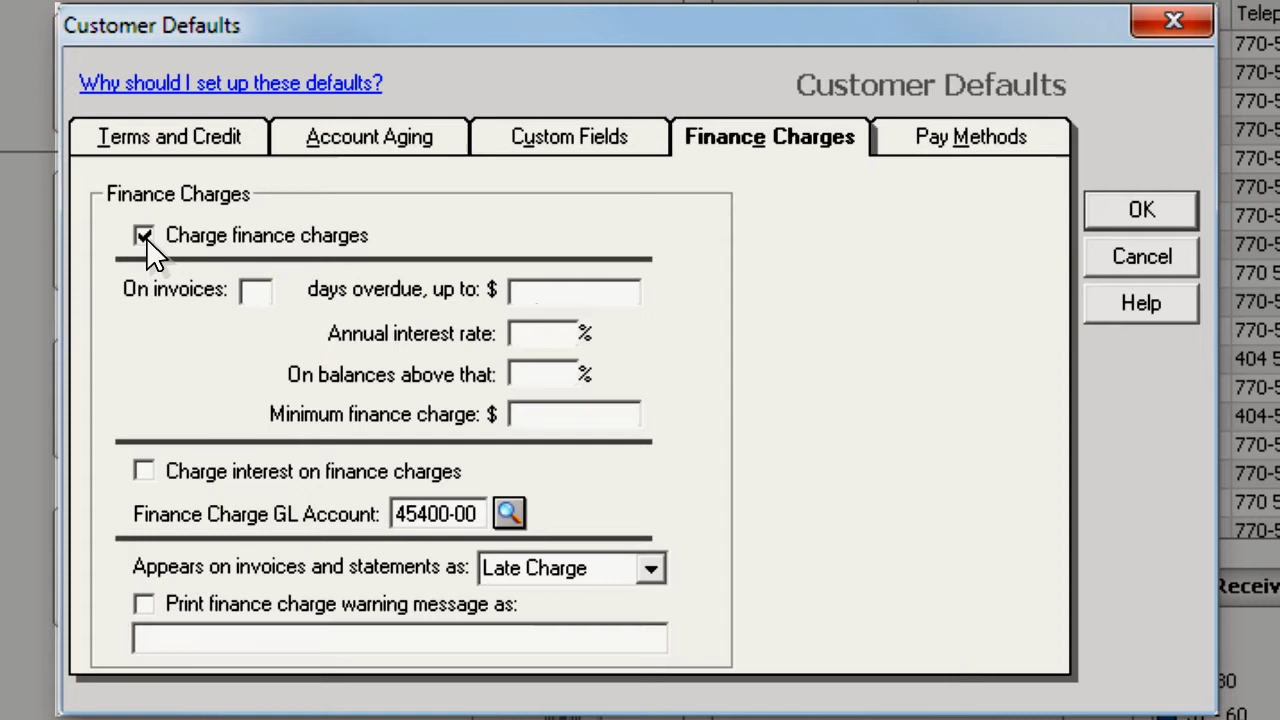 Customer Defaults
Telep
Why should I set up these defaults?
Customer Defaults
Terms and Credit Account Aging Custom Fields Finance Charges Pay Methods
Finance Charges
Charge finance charges
On invoices: days overdue, up to: $
Annual interest rate: %
On balances above that: %
Minimum finance charge: $
Charge interest on finance charges
Finance Charge GL Account: 45400-00
Appears on invoices and statements as: Late Charge
Print finance charge warning message as:
OK
Cancel
Help
770-5
770-5
770-5
770-5
770-5
770-5
770-5
770-5
770 5
770-5
770-5
404 5
770-5
404-5
770-5
770-5
770 5
770-5
Receiv
30
60